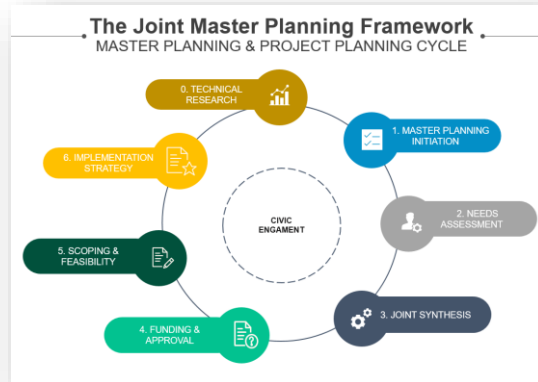 The Joint Master Planning Framework
MASTER PLANNING & PROJECT PLANNING CYCLE
0. TECHNICAL
RESEARCH
1. MASTER PLANNING
INITIATION
2. NEEDS
ASSESSMENT
3. JOINT SYNTHESIS
4. FUNDING &
APPROVAL
5. SCOPING &
FEASIBILITY
6. IMPLEMENTATION
STRATEGY
CIVIC
ENGAMENT